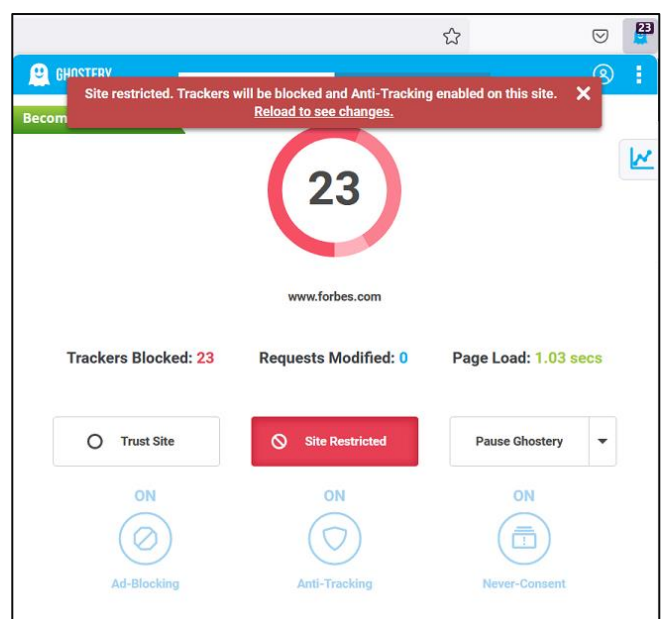 23
GHOSTERY
Site restricted. Trackers will be blocked and Anti-Tracking enabled on this site.
Reload to see changes.
Becom
23
www.forbes.com
Trackers Blocked: 23 Requests Modified: 0 Page Load: 1.03 secs
Trust Site Site Restricted Pause Ghostery
ON ON ON
Ad-Blocking Anti-Tracking Never-Consent